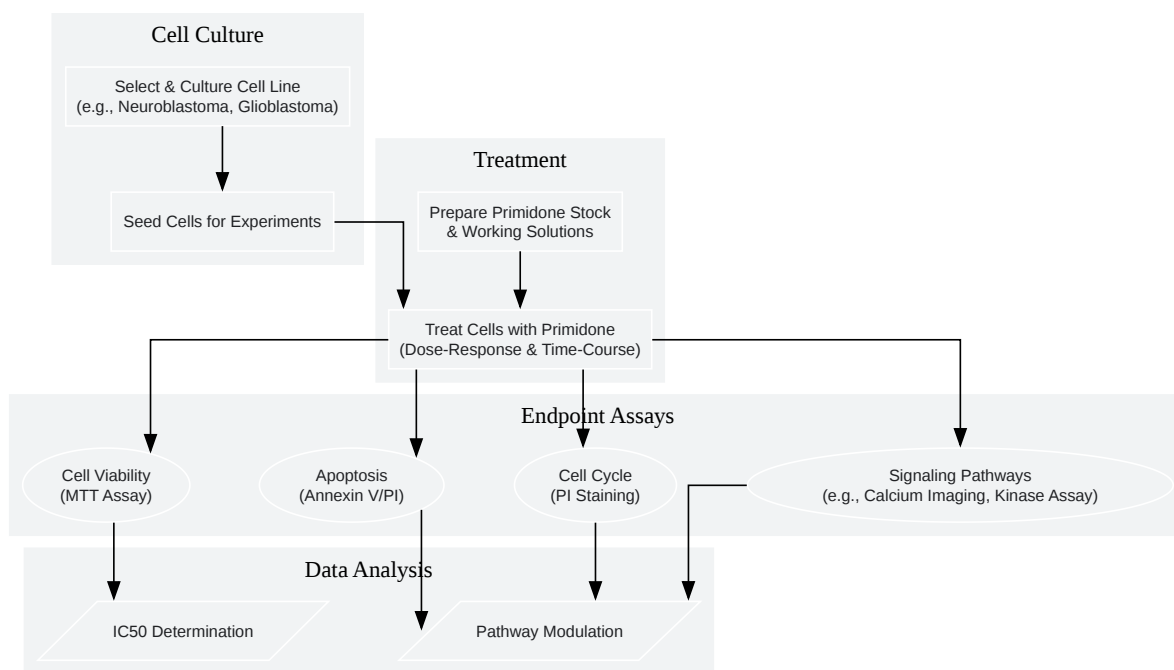 Cell Culture
Select & Culture Cell Line
(e.g., Neuroblastoma, Glioblastoma)
Seed Cells for Experiments
Treatment
Prepare Primidone Stock
& Working Solutions
Treat Cells with Primidone
(Dose-Response & Time-Course)
Endpoint Assays
Cell Viability
(MTT Assay)
Apoptosis
(Annexin V/PI)
Cell Cycle
(PI Staining)
Signaling Pathways
(e.g., Calcium Imaging, Kinase Assay)
Data Analysis
IC50 Determination
Pathway Modulation